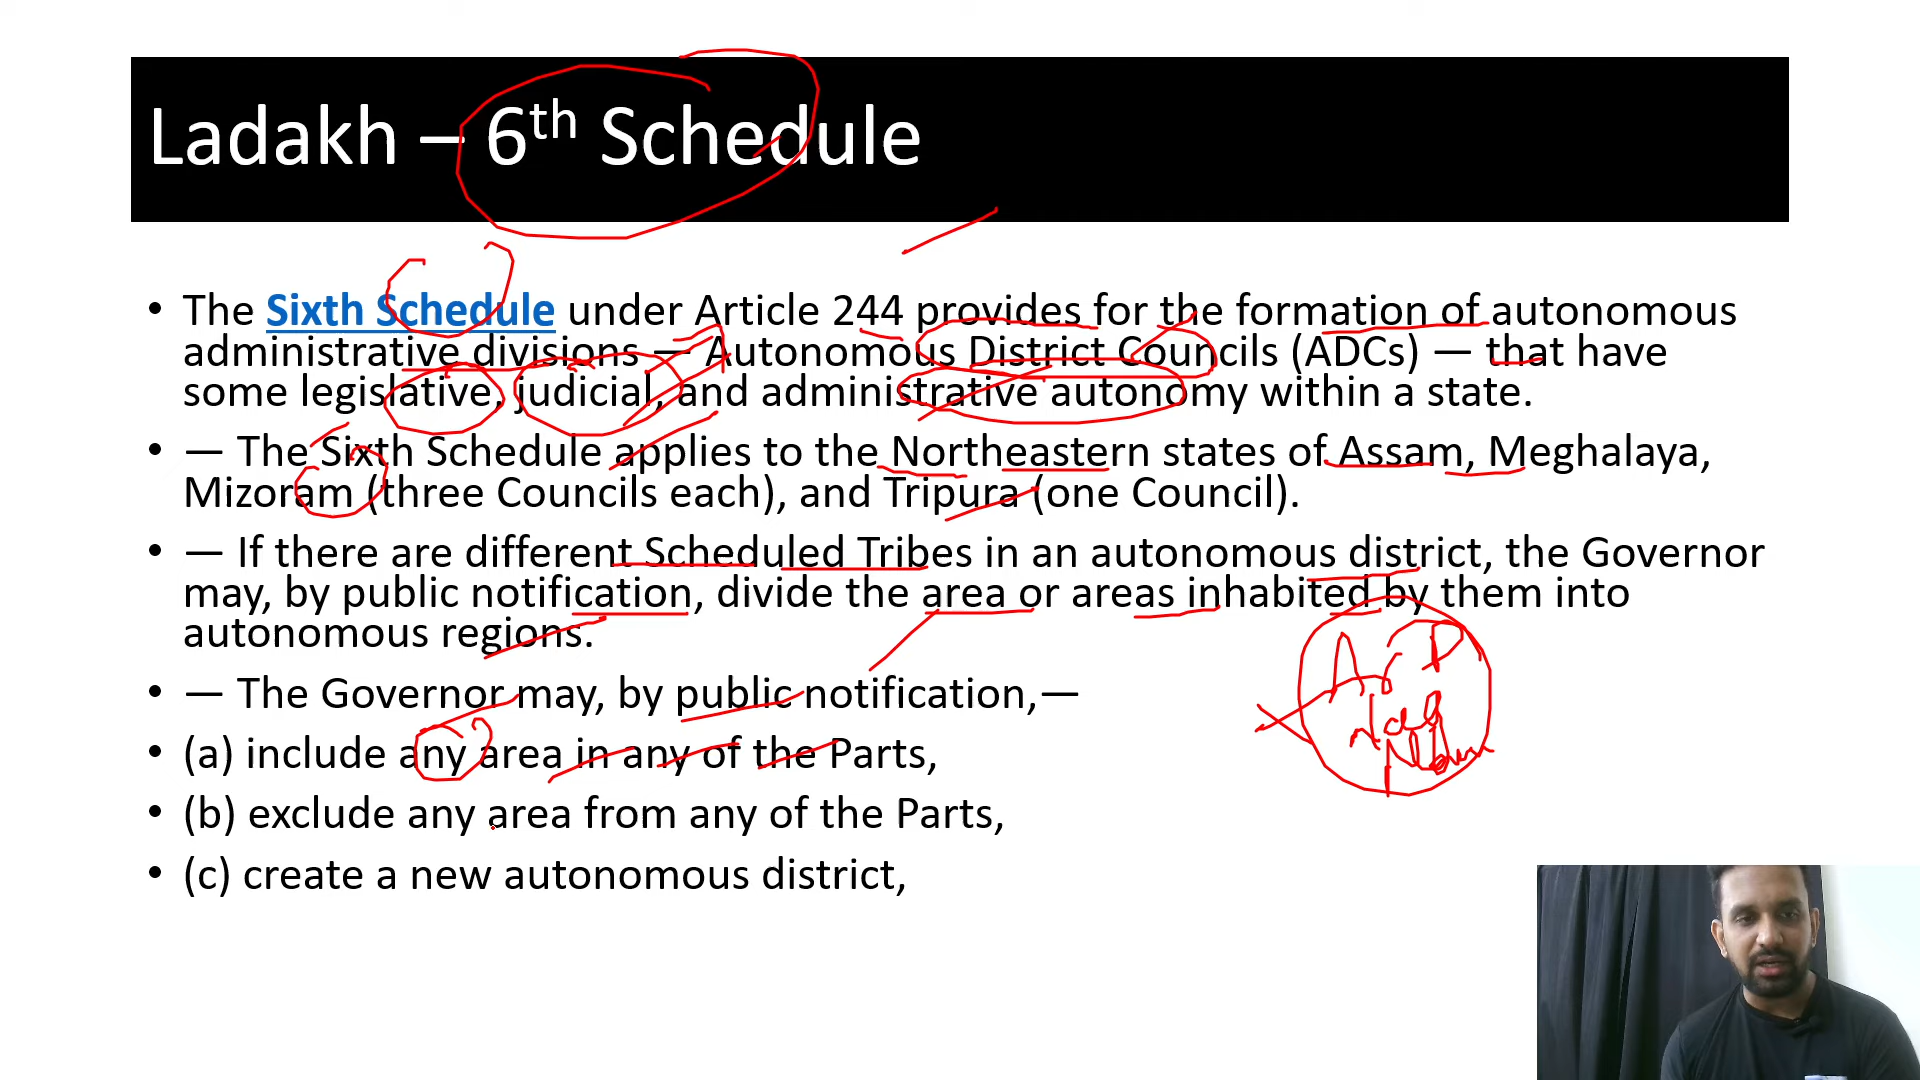 Ladakh – 6th Schedule
• The Sixth Schedule under Article 244 provides for the formation of autonomous
administrative divisions — Autonomous District Councils (ADCs) — that have
some legislative, judicial, and administrative autonomy within a state.
• — The Sixth Schedule applies to the Northeastern states of Assam, Meghalaya,
Mizoram (three Councils each), and Tripura (one Council).
• — If there are different Scheduled Tribes in an autonomous district, the Governor
may, by public notification, divide the area or areas inhabited by them into
autonomous regions.
• — The Governor may, by public notification,—
• (a) include any area in any of the Parts,
• (b) exclude any area from any of the Parts,
• (c) create a new autonomous district,